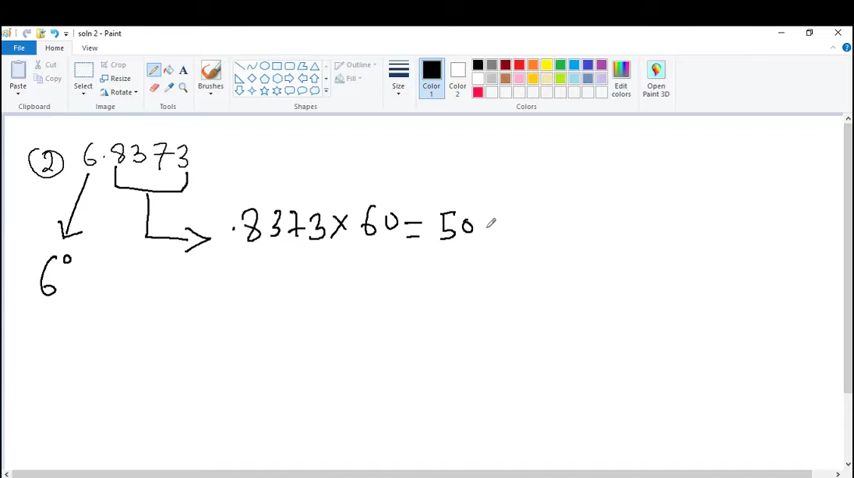 soln 2 - Paint
File Home View
Paste Cut Copy Select Crop Resize Rotate Brushes Size Color 1 Color 2 Edit colors Open Paint 3D
Outline
Fill
Clipboard Image Tools Shapes Colors
2 6.8373
.8373 x 60 = 50
6°